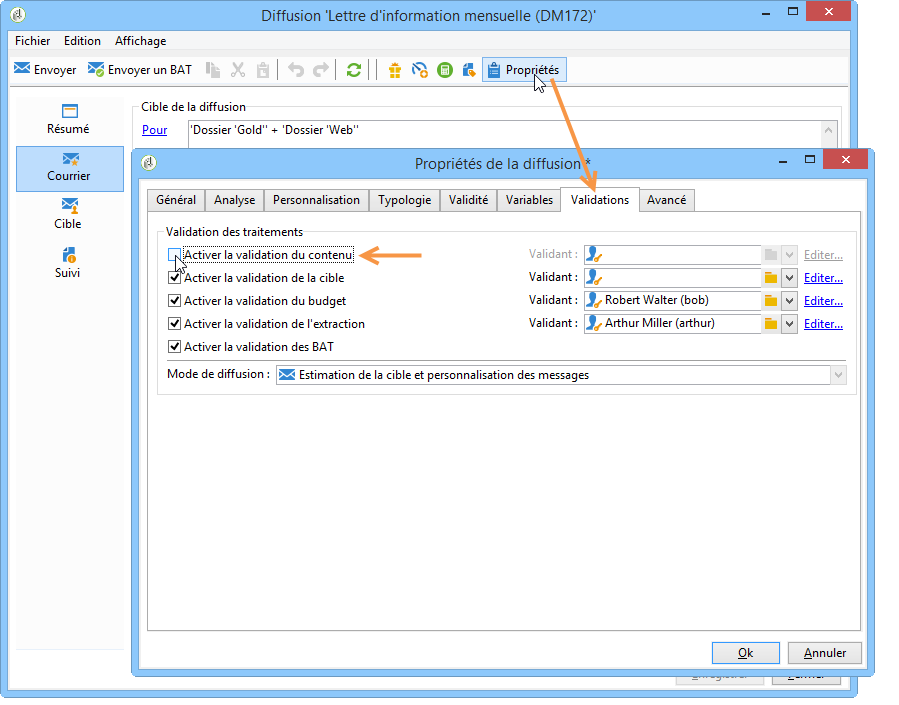 Diffusion 'Lettre d'information mensuelle (DM172)'
Fichier Edition Affichage
Envoyer Envoyer un BAT Propriétés
Résumé
Courrier
Cible
Suivi
Cible de la diffusion
Pour 'Dossier 'Gold'' + 'Dossier 'Web''
Propriétés de la diffusion *
Général Analyse Personnalisation Typologie Validité Variables Validations Avancé
Validation des traitements
Activer la validation du contenu Validant : Editer...
Activer la validation de la cible Validant : Editer...
Activer la validation du budget Validant : Robert Walter (bob) Editer...
Activer la validation de l'extraction Validant : Arthur Miller (arthur) Editer...
Activer la validation des BAT
Mode de diffusion : Estimation de la cible et personnalisation des messages
Ok Annuler